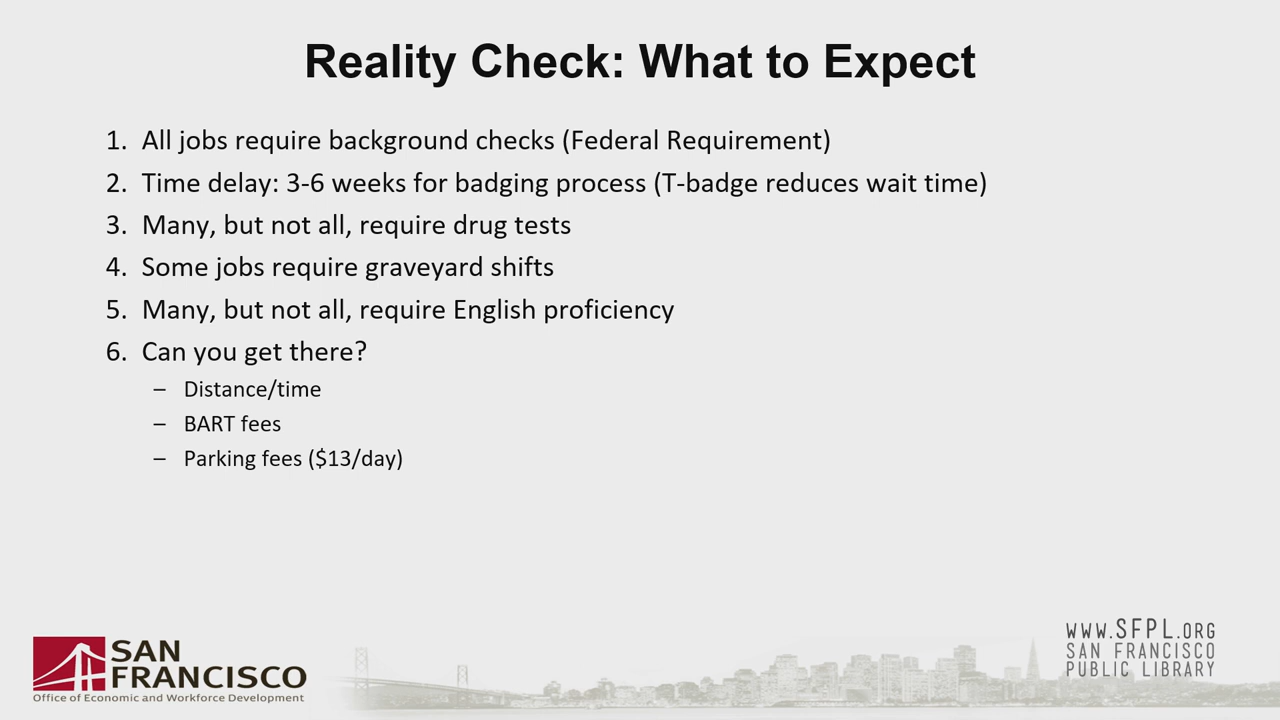 Reality Check: What to Expect
1. All jobs require background checks (Federal Requirement)
2. Time delay: 3-6 weeks for badging process (T-badge reduces wait time)
3. Many, but not all, require drug tests
4. Some jobs require graveyard shifts
5. Many, but not all, require English proficiency
6. Can you get there?
– Distance/time
– BART fees
– Parking fees ($13/day)
SAN
FRANCISCO
Office of Economic and Workforce Development
WWW.SFPL.ORG
SAN FRANCISCO
PUBLIC LIBRARY